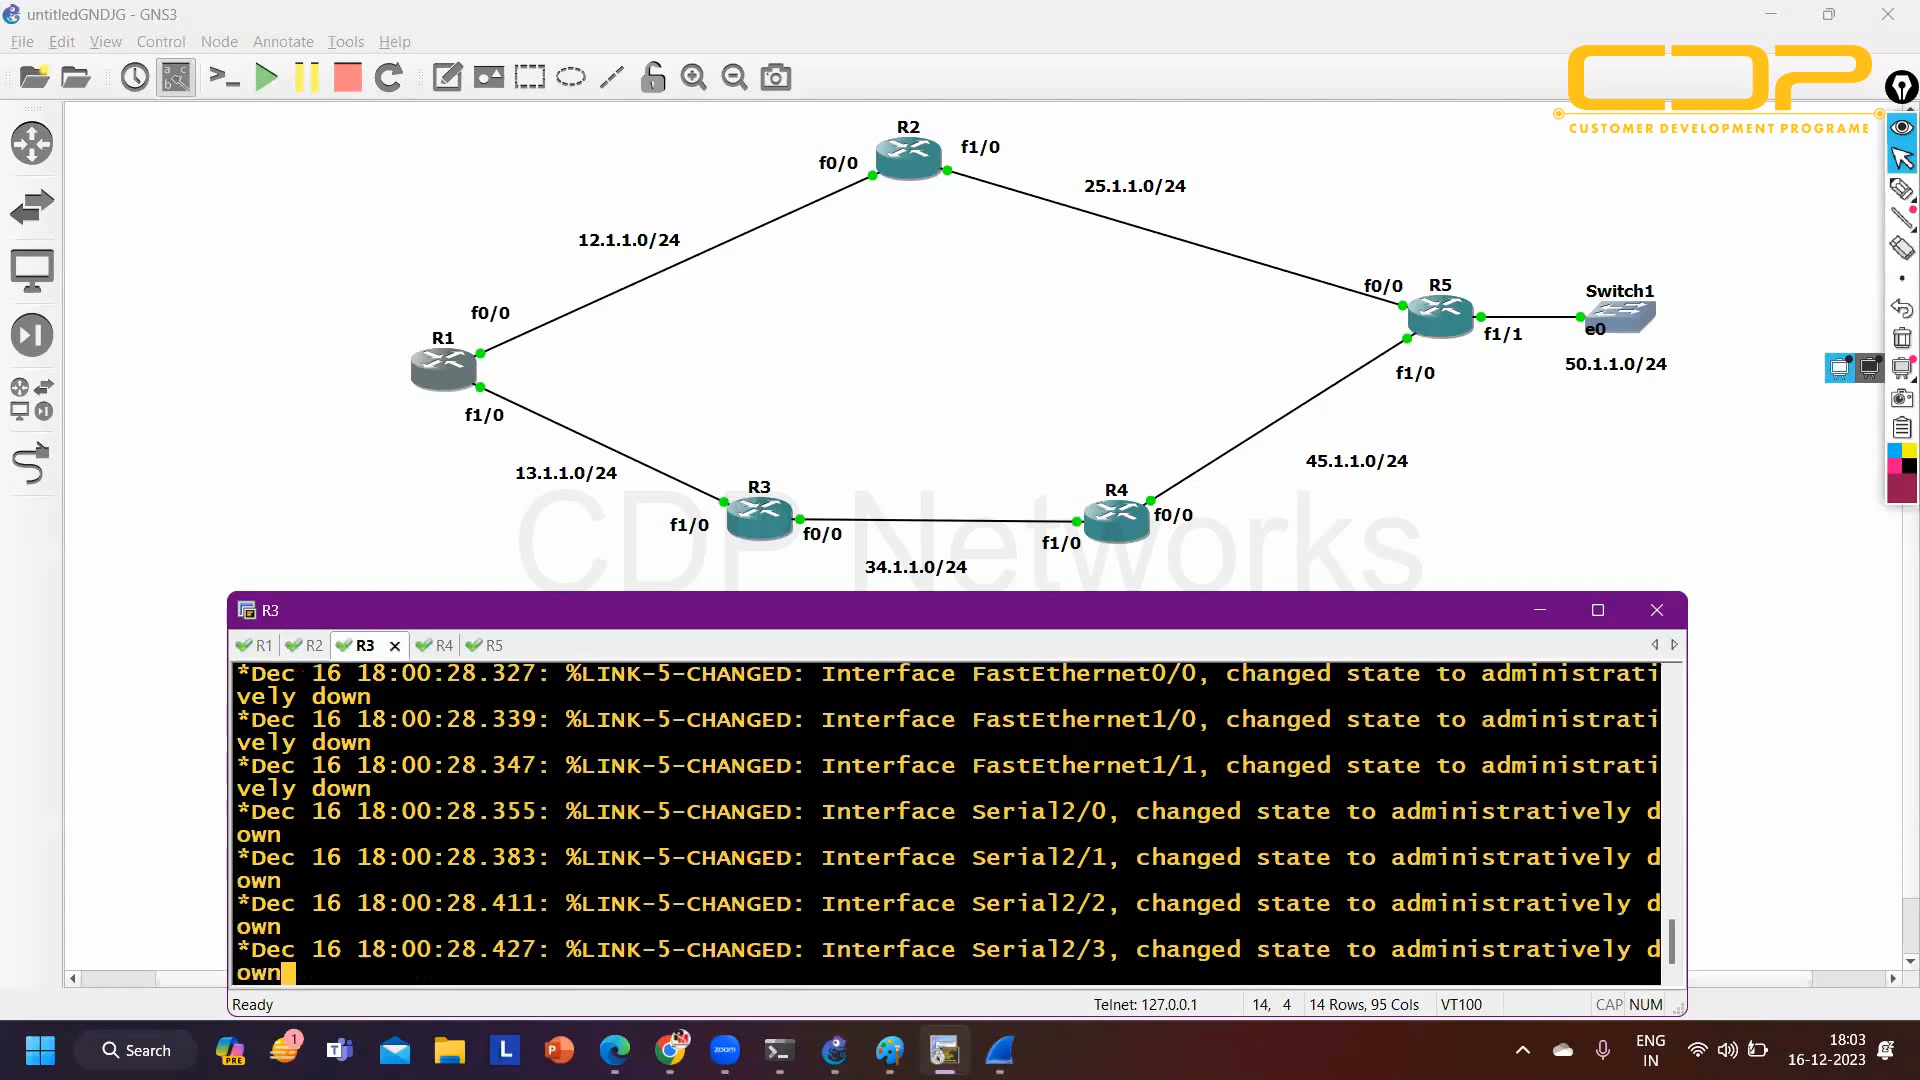 untitledGNDJG - GNS3
File Edit View Control Node Annotate Tools Help
CDP
CUSTOMER DEVELOPMENT PROGRAME
R2
f0/0
f1/0
25.1.1.0/24
12.1.1.0/24
f0/0
R5
Switch1
f0/0
R1
f1/1
e0
50.1.1.0/24
f1/0
f1/0
13.1.1.0/24
45.1.1.0/24
R3
R4
f1/0
f0/0
f1/0
f0/0
34.1.1.0/24
CDP Networks
R3
R1 R2 R3 R4 R5
*Dec 16 18:00:28.327: %LINK-5-CHANGED: Interface FastEthernet0/0, changed state to administrati
vely down
*Dec 16 18:00:28.339: %LINK-5-CHANGED: Interface FastEthernet1/0, changed state to administrati
vely down
*Dec 16 18:00:28.347: %LINK-5-CHANGED: Interface FastEthernet1/1, changed state to administrati
vely down
*Dec 16 18:00:28.355: %LINK-5-CHANGED: Interface Serial2/0, changed state to administratively d
own
*Dec 16 18:00:28.383: %LINK-5-CHANGED: Interface Serial2/1, changed state to administratively d
own
*Dec 16 18:00:28.411: %LINK-5-CHANGED: Interface Serial2/2, changed state to administratively d
own
*Dec 16 18:00:28.427: %LINK-5-CHANGED: Interface Serial2/3, changed state to administratively d
own
Ready Telnet: 127.0.0.1 14, 4 14 Rows, 95 Cols VT100 CAP NUM
Search
PRE
1
L
zoom
ENG
IN
18:03
16-12-2023